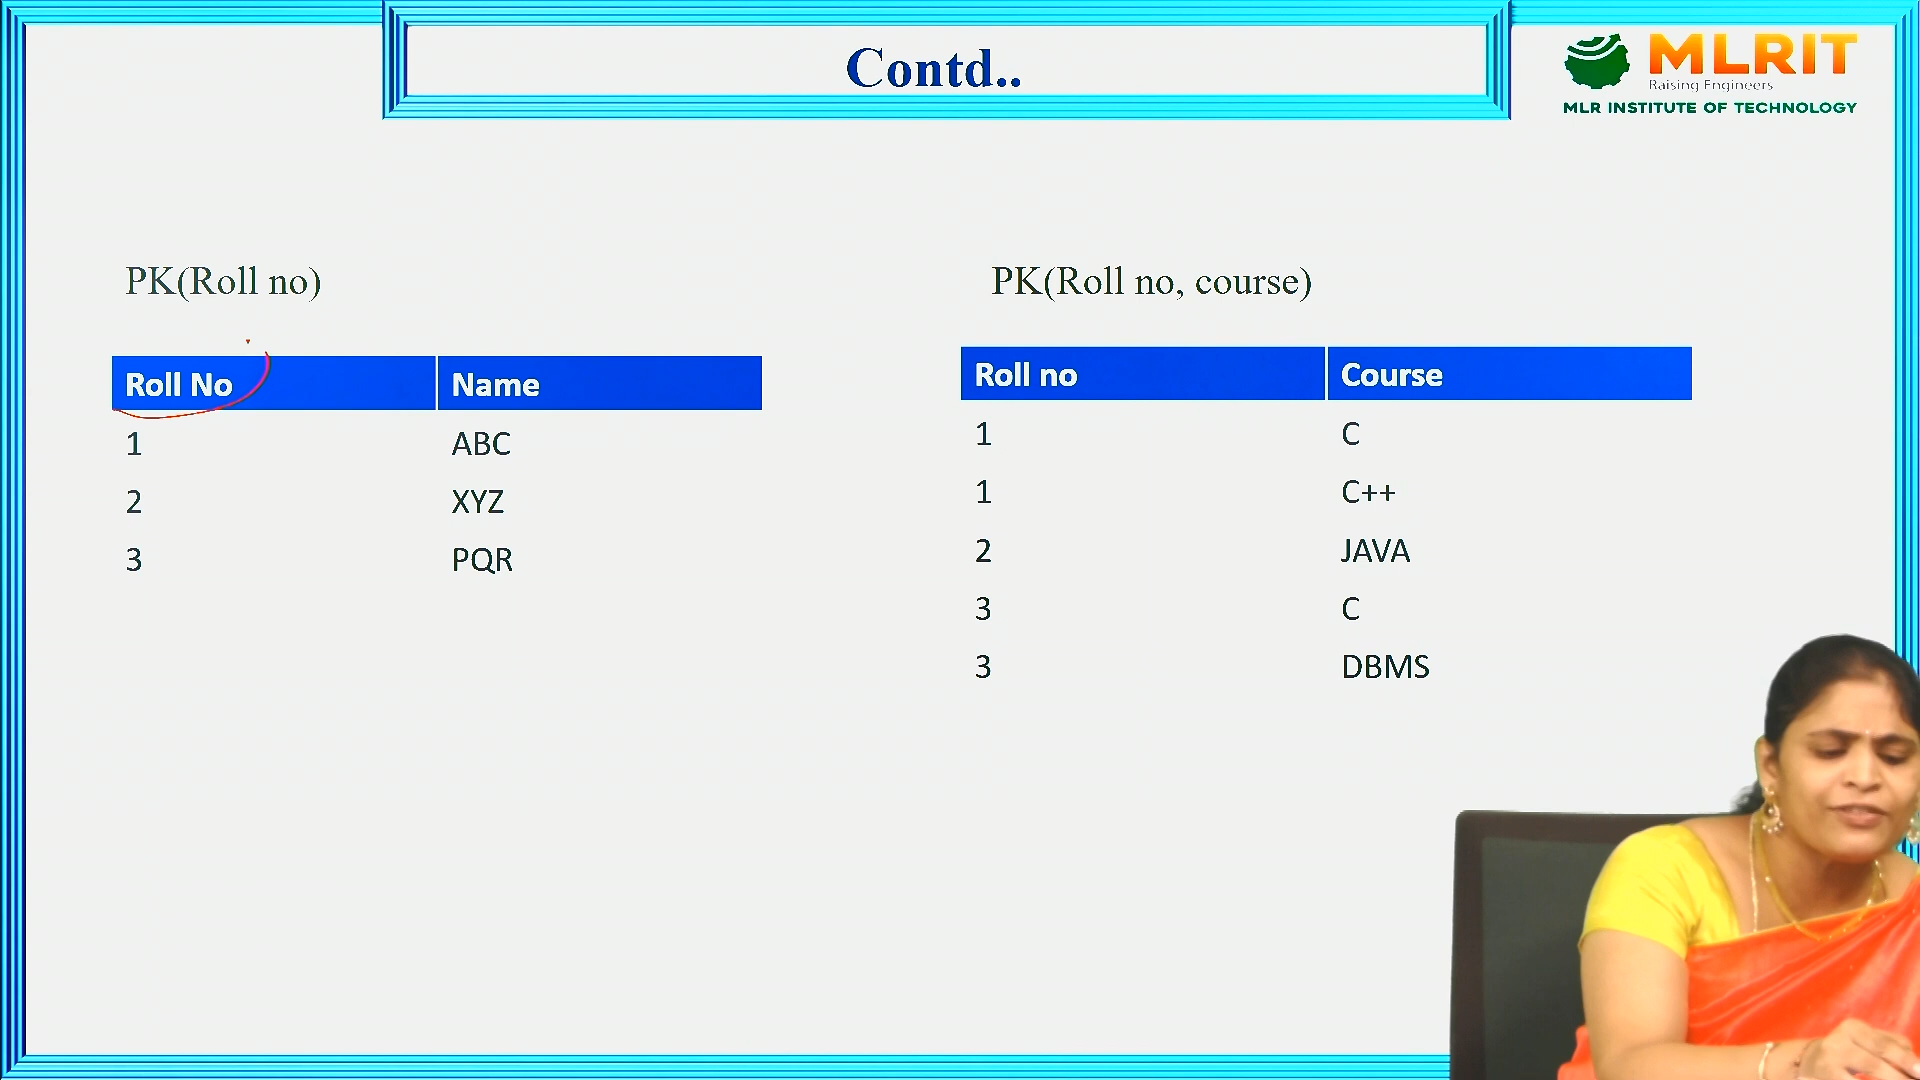 Contd..
MLRIT
Raising Engineers
MLR INSTITUTE OF TECHNOLOGY
PK(Roll no)
Roll No Name
1 ABC
2 XYZ
3 PQR
PK(Roll no, course)
Roll no Course
1 C
1 C++
2 JAVA
3 C
3 DBMS